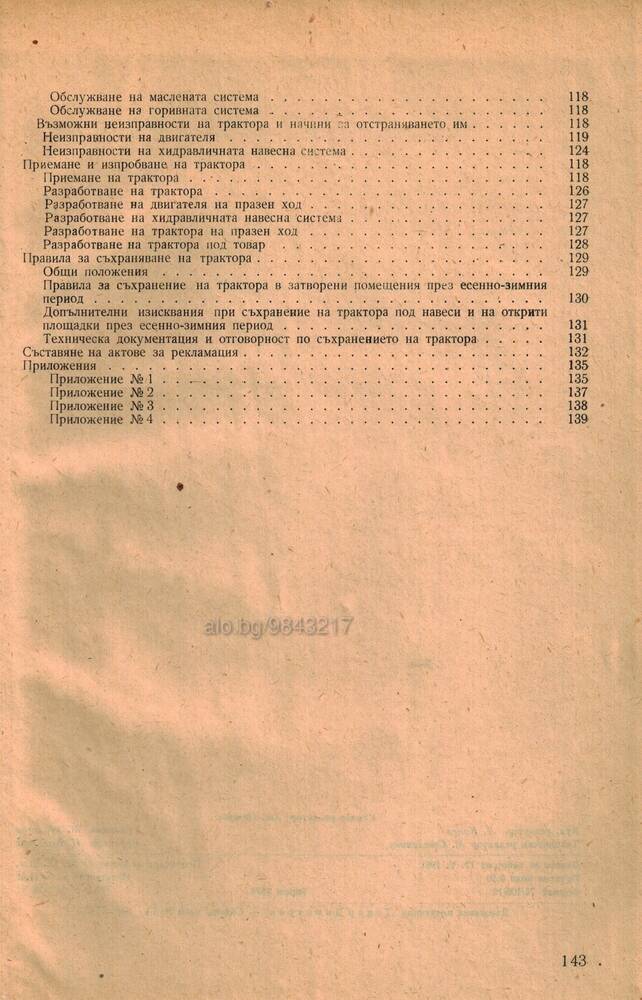 Обслужване на маслената система . . . . . . . . . . . . . . . . . . . . . 118
Обслужване на горивната система . . . . . . . . . . . . . . . . . . . . . 118
Възможни неизправности на трактора и начини за отстраняването им . . . . . . 118
Неизправности на двигателя . . . . . . . . . . . . . . . . . . . . . . . . . 119
Неизправности на хидравличната навесна система . . . . . . . . . . . . . . . 124
Приемане и изпробване на трактора . . . . . . . . . . . . . . . . . . . . . . 118
Приемане на трактора . . . . . . . . . . . . . . . . . . . . . . . . . . . 118
Разработване на трактора . . . . . . . . . . . . . . . . . . . . . . . . . 126
Разработване на двигателя на празен ход . . . . . . . . . . . . . . . . . . 127
Разработване на хидравличната навесна система . . . . . . . . . . . . . . . 127
Разработване на трактора на празен ход . . . . . . . . . . . . . . . . . . 127
Разработване на трактора под товар . . . . . . . . . . . . . . . . . . . . 128
Правила за съхраняване на трактора . . . . . . . . . . . . . . . . . . . . . . 129
Общи положения . . . . . . . . . . . . . . . . . . . . . . . . . . . . . 129
Правила за съхранение на трактора в затворени помещения през есенно-зимния
период . . . . . . . . . . . . . . . . . . . . . . . . . . . . . . . . . . 130
Допълнителни изисквания при съхранение на трактора под навеси и на открити
площадки през есенно-зимния период . . . . . . . . . . . . . . . . . . . . 131
Техническа документация и отговорност по съхранението на трактора . . . . . 131
Съставяне на актове за рекламация . . . . . . . . . . . . . . . . . . . . . . . 132
Приложения . . . . . . . . . . . . . . . . . . . . . . . . . . . . . . . . . 135
Приложение № 1 . . . . . . . . . . . . . . . . . . . . . . . . . . . . . 135
Приложение № 2 . . . . . . . . . . . . . . . . . . . . . . . . . . . . . 137
Приложение № 3 . . . . . . . . . . . . . . . . . . . . . . . . . . . . . 138
Приложение № 4 . . . . . . . . . . . . . . . . . . . . . . . . . . . . . 139
alo.bg/9843217
143